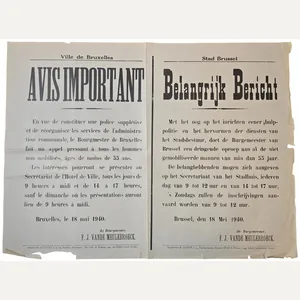 Ville de Bruxelles
AVIS IMPORTANT
En vue de constituer une police supplétive
et de réorganiser les services de l'adminis-
tration communale, le Bourgmestre de Bruxelles
fait un appel pressant à tous les hommes
non mobilisés, âgés de moins de 55 ans.
Les intéressés pourront se présenter au
Secrétariat de l'Hôtel de Ville, tous les jours de
9 heures à midi et de 14 à 17 heures,
sauf le dimanche où les présentations auront
lieu de 9 heures à midi.
Bruxelles, le 18 mai 1940.
Le Bourgmestre,
F. J. VANDE MEULEBROECK.
Stad Brussel
Belangrijk Bericht
Met het oog op het inrichten eener hulp-
politie en het hervormen der diensten van
het Stadsbestuur, doet de Burgemeester van
Brussel een dringende oproep aan al de niet
gemobiliseerde mannen van min dan 55 jaar.
De belanghebbenden mogen zich aanbieden
op het Secretariaat van het Stadhuis, iederen
dag van 9 tot 12 uur en van 14 tot 17 uur.
's Zondags zullen de inschrijvingen aan-
vaard worden van 9 tot 12 uur.
Brussel, den 18 Mei 1940.
De Burgemeester,
F. J. VANDE MEULEBROECK.